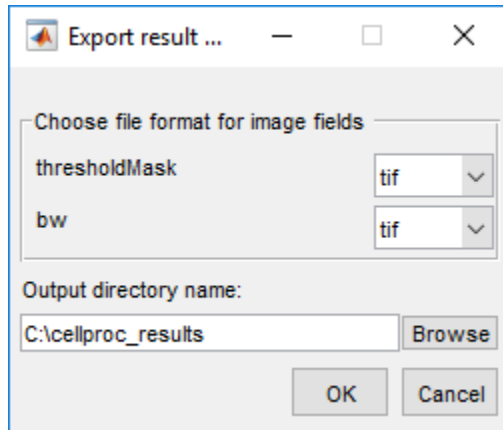 Export result ...
Choose file format for image fields
thresholdMask tif
bw tif
Output directory name:
C:\cellproc_results Browse
OK Cancel